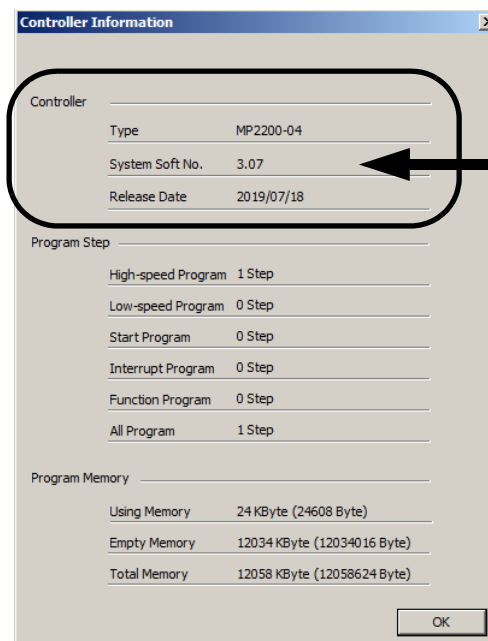 Controller Information
Controller
Type MP2200-04
System Soft No. 3.07
Release Date 2019/07/18
Program Step
High-speed Program 1 Step
Low-speed Program 0 Step
Start Program 0 Step
Interrupt Program 0 Step
Function Program 0 Step
All Program 1 Step
Program Memory
Using Memory 24 KByte (24608 Byte)
Empty Memory 12034 KByte (12034016 Byte)
Total Memory 12058 KByte (12058624 Byte)
OK